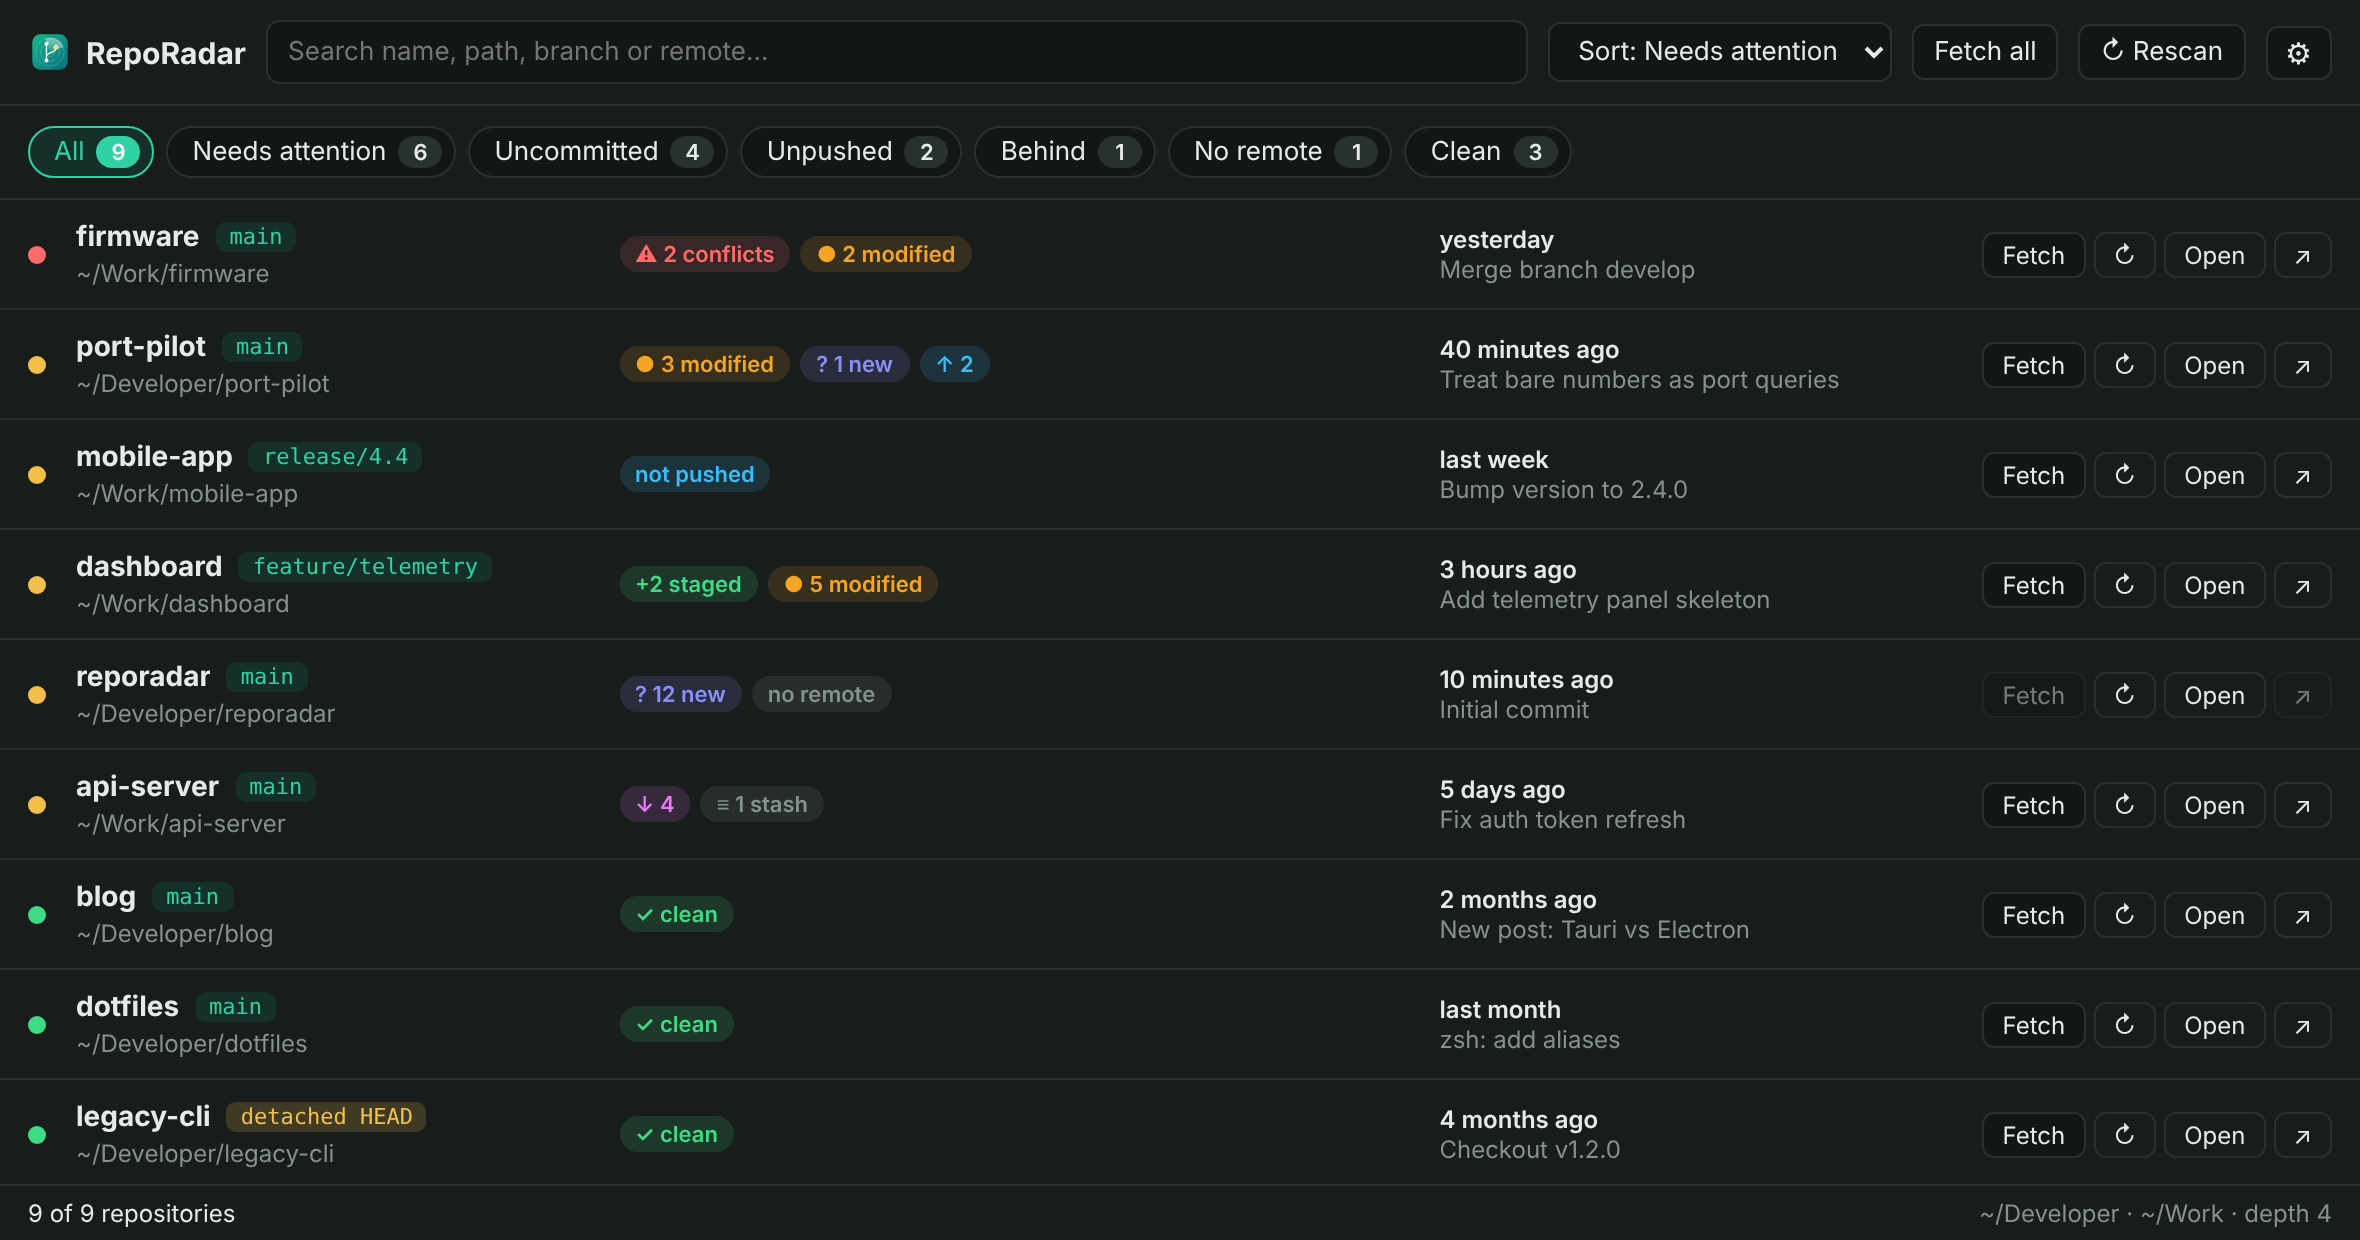 RepoRadar Search name, path, branch or remote... Sort: Needs attention Fetch all ↻ Rescan ⚙
All 9 Needs attention 6 Uncommitted 4 Unpushed 2 Behind 1 No remote 1 Clean 3
firmware main
~/Work/firmware
⚠ 2 conflicts ● 2 modified
yesterday
Merge branch develop
Fetch ↻ Open ↗
port-pilot main
~/Developer/port-pilot
● 3 modified ? 1 new ↑ 2
40 minutes ago
Treat bare numbers as port queries
Fetch ↻ Open ↗
mobile-app release/4.4
~/Work/mobile-app
not pushed
last week
Bump version to 2.4.0
Fetch ↻ Open ↗
dashboard feature/telemetry
~/Work/dashboard
+2 staged ● 5 modified
3 hours ago
Add telemetry panel skeleton
Fetch ↻ Open ↗
reporadar main
~/Developer/reporadar
? 12 new no remote
10 minutes ago
Initial commit
Fetch ↻ Open ↗
api-server main
~/Work/api-server
↓ 4 ≡ 1 stash
5 days ago
Fix auth token refresh
Fetch ↻ Open ↗
blog main
~/Developer/blog
✓ clean
2 months ago
New post: Tauri vs Electron
Fetch ↻ Open ↗
dotfiles main
~/Developer/dotfiles
✓ clean
last month
zsh: add aliases
Fetch ↻ Open ↗
legacy-cli detached HEAD
~/Developer/legacy-cli
✓ clean
4 months ago
Checkout v1.2.0
Fetch ↻ Open ↗
9 of 9 repositories ~/Developer · ~/Work · depth 4